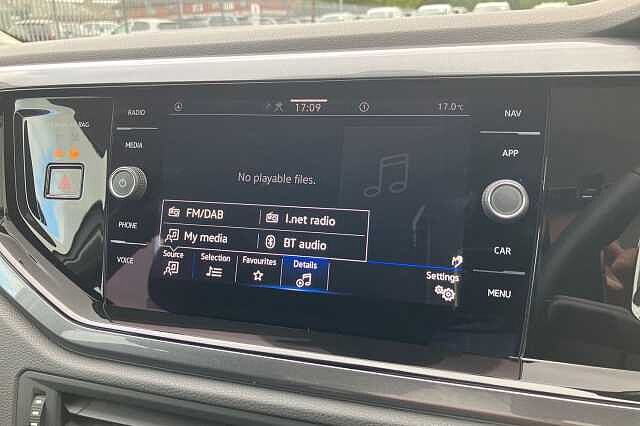 RADIO
17:09
17.0°C
NAV
BAG
MEDIA
APP
No playable files.
FM/DAB
I.net radio
PHONE
My media
BT audio
CAR
VOICE
Source
Selection
Favourites
Details
Settings
MENU